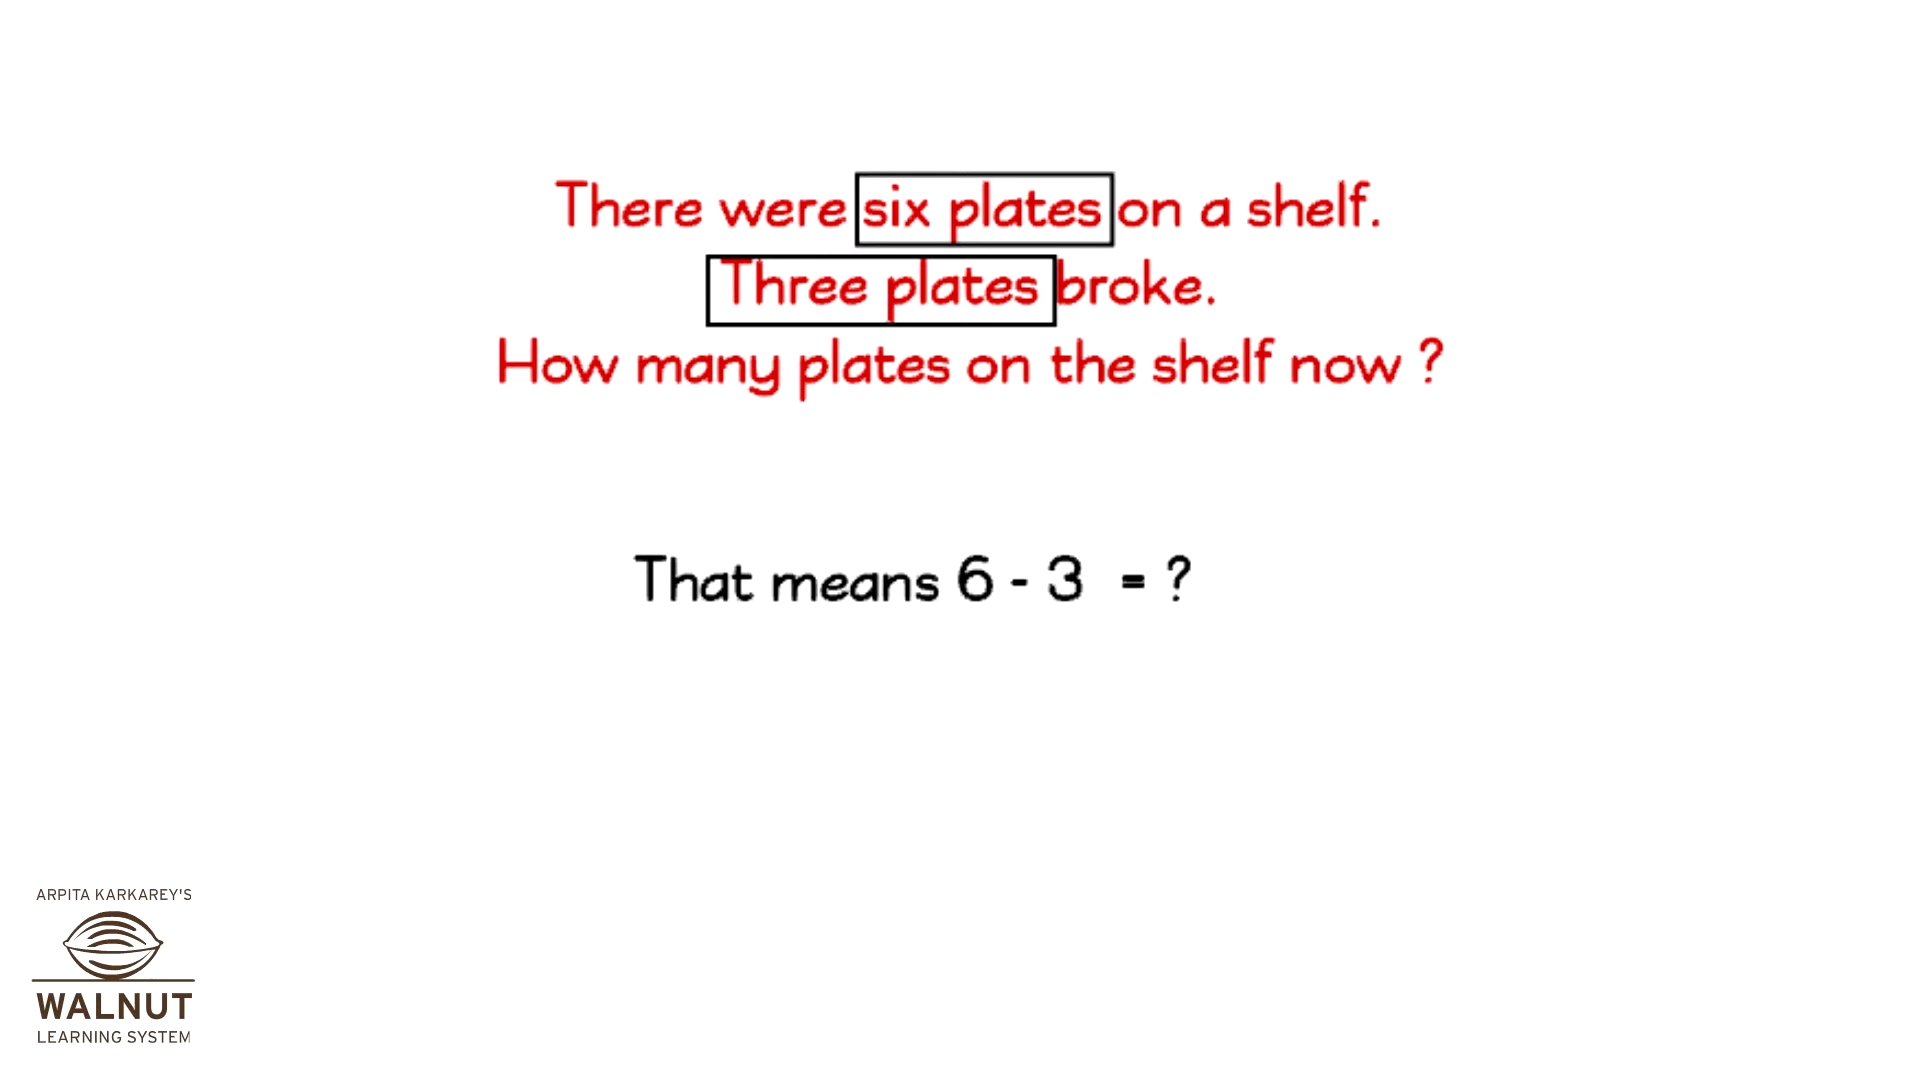 There were six plates on a shelf.
Three plates broke.
How many plates on the shelf now ?
That means 6 - 3 = ?
ARPITA KARKAREY'S
WALNUT
LEARNING SYSTEM